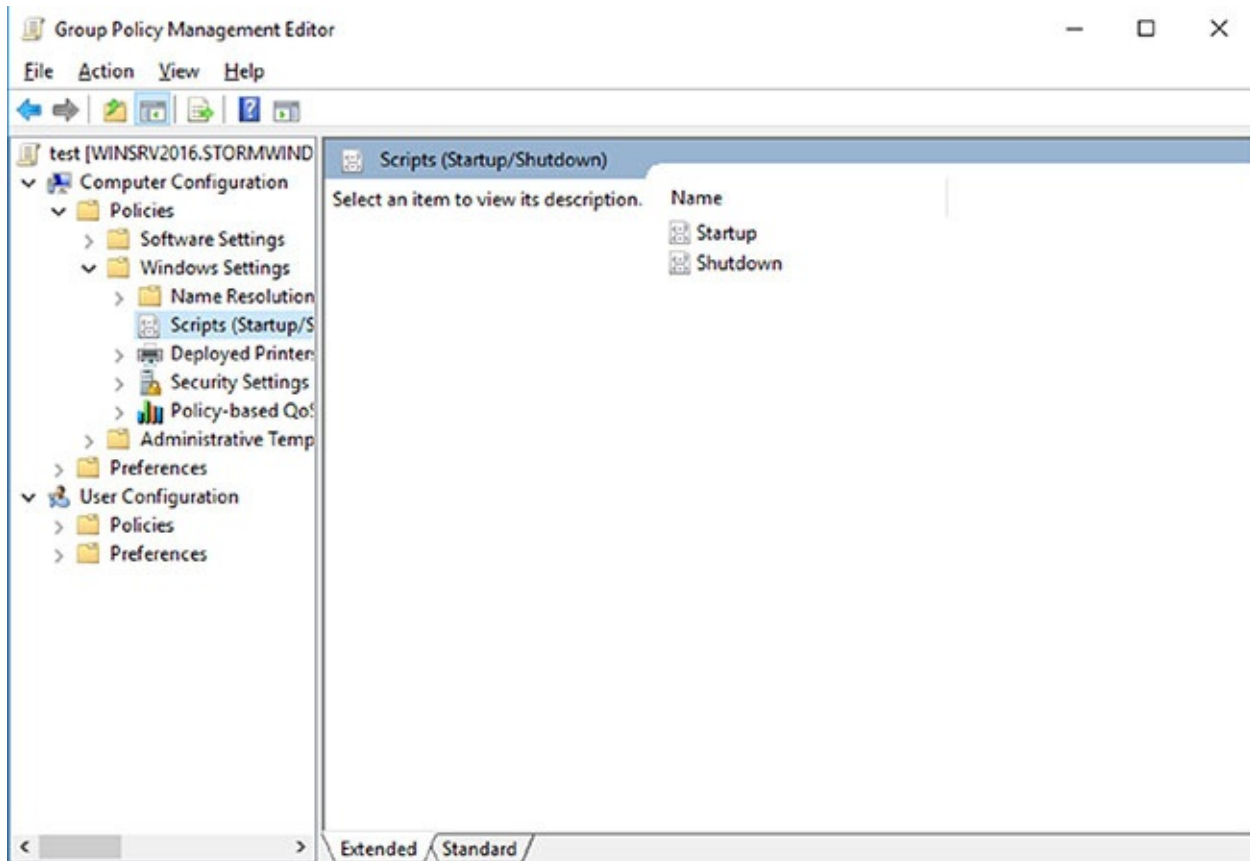 Group Policy Management Editor
File Action View Help
test [WINSRV2016.STORMWIND
Computer Configuration
Policies
Software Settings
Windows Settings
Name Resolution
Scripts (Startup/S
Deployed Printer
Security Settings
Policy-based QoS
Administrative Temp
Preferences
User Configuration
Policies
Preferences
Scripts (Startup/Shutdown)
Select an item to view its description.
Name
Startup
Shutdown
Extended Standard